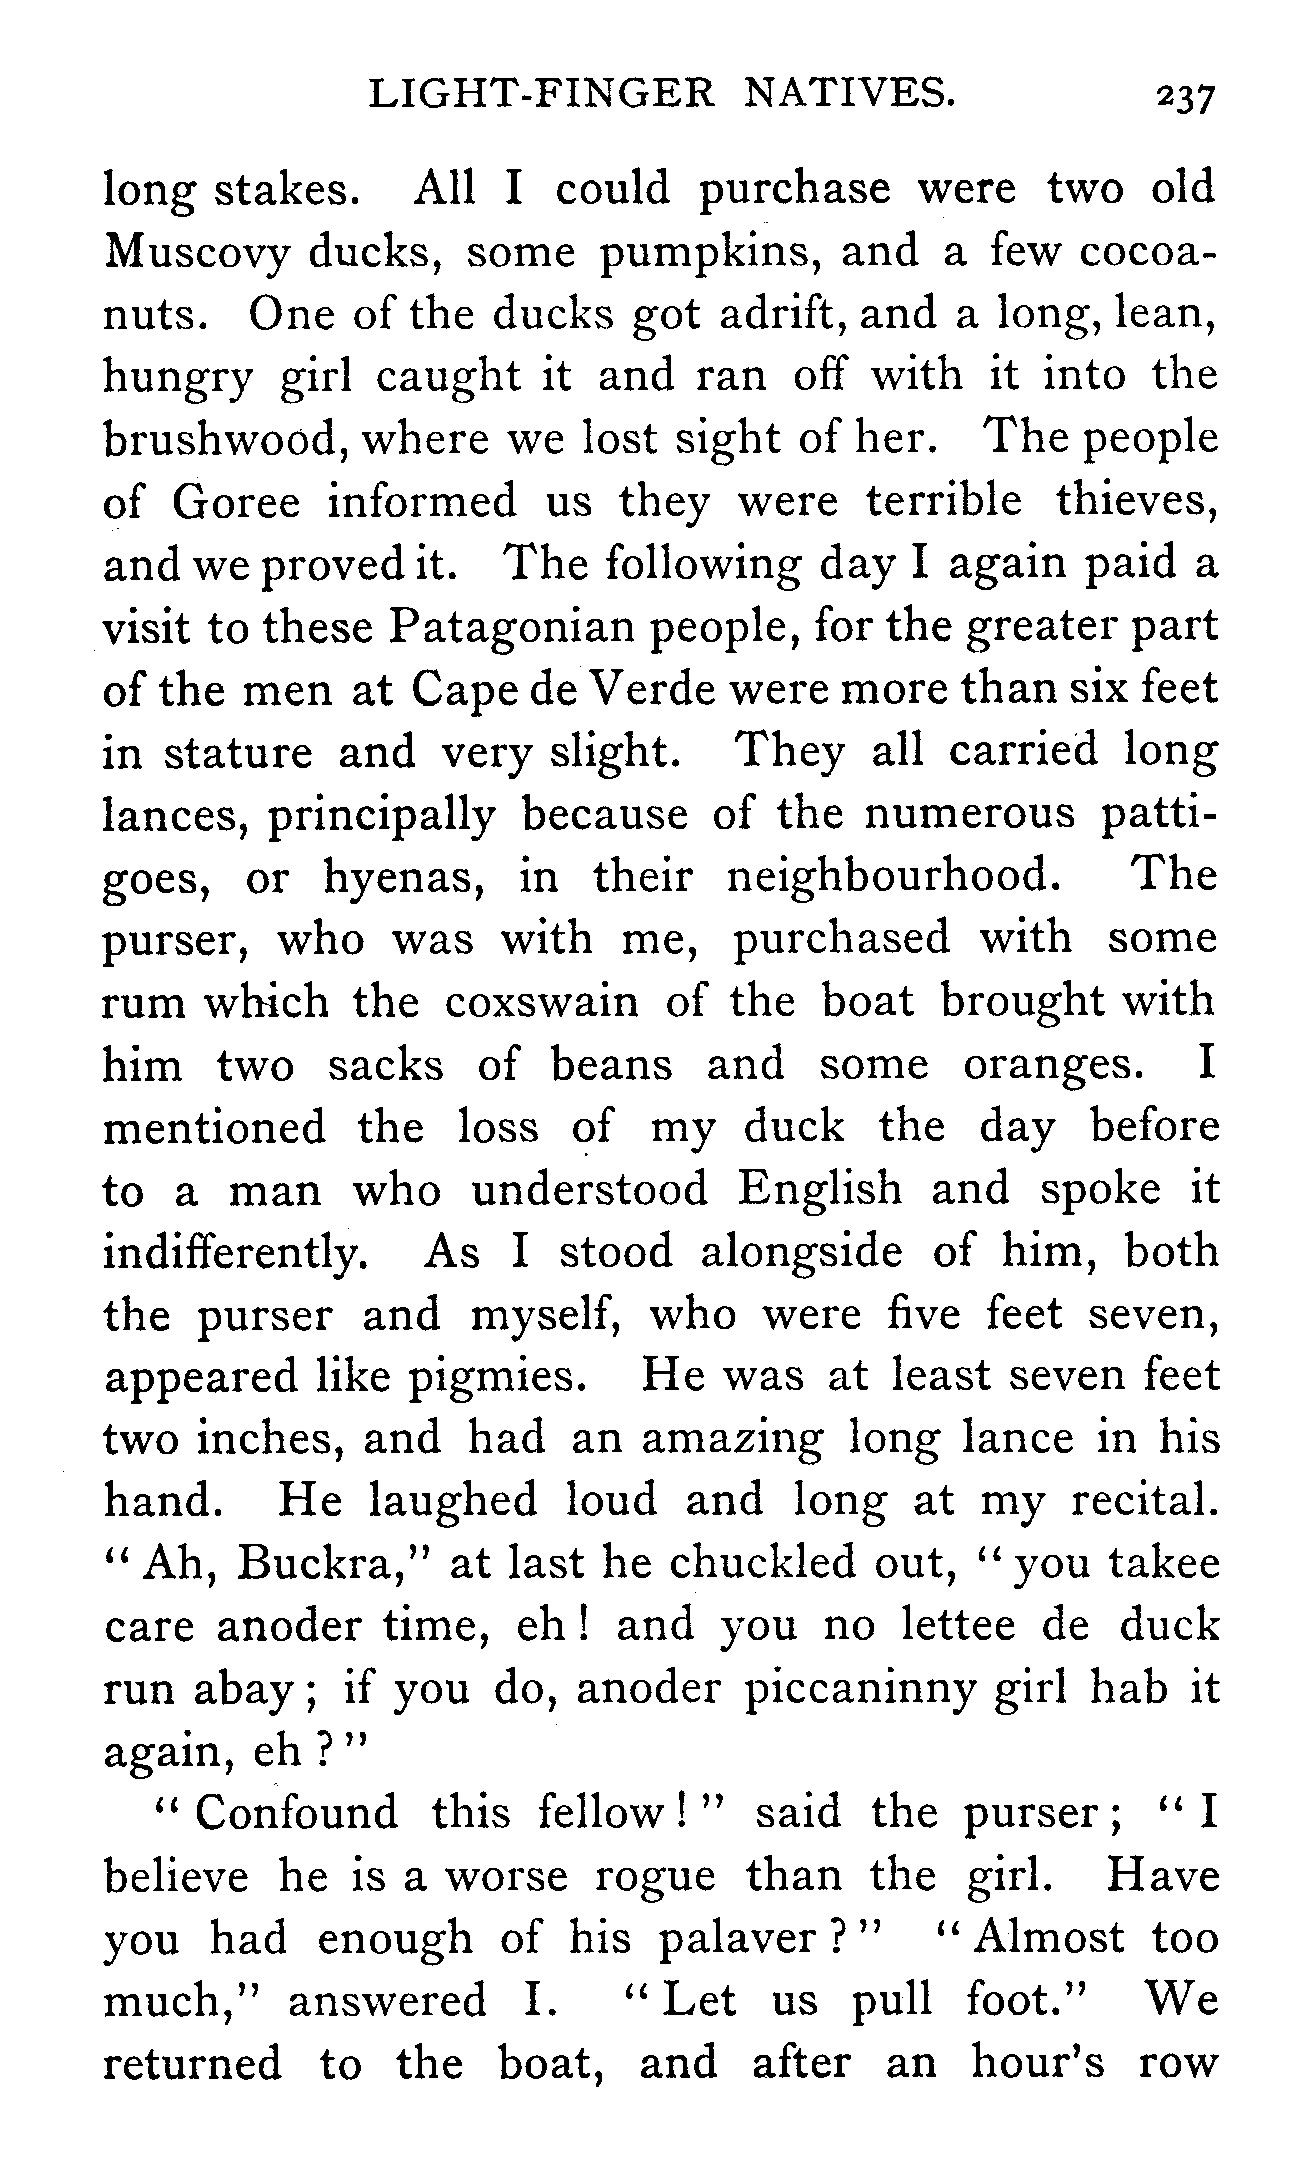 LIGHT-FINGER NATIVES. 237
long stakes. All I could purchase were two old
Muscovy ducks, some pumpkins, and a few cocoa-
nuts. One of the ducks got adrift, and a long, lean,
hungry girl caught it and ran off with it into the
brushwood, where we lost sight of her. The people
of Goree informed us they were terrible thieves,
and we proved it. The following day I again paid a
visit to these Patagonian people, for the greater part
of the men at Cape de Verde were more than six feet
in stature and very slight. They all carried long
lances, principally because of the numerous patti-
goes, or hyenas, in their neighbourhood. The
purser, who was with me, purchased with some
rum which the coxswain of the boat brought with
him two sacks of beans and some oranges. I
mentioned the loss of my duck the day before
to a man who understood English and spoke it
indifferently. As I stood alongside of him, both
the purser and myself, who were five feet seven,
appeared like pigmies. He was at least seven feet
two inches, and had an amazing long lance in his
hand. He laughed loud and long at my recital.
“ Ah, Buckra,” at last he chuckled out, “ you takee
care anoder time, eh ! and you no lettee de duck
run abay ; if you do, anoder piccaninny girl hab it
again, eh ? ”
“ Confound this fellow ! ” said the purser ; “ I
believe he is a worse rogue than the girl. Have
you had enough of his palaver ? ” “ Almost too
much,” answered I. “ Let us pull foot.” We
returned to the boat, and after an hour’s row